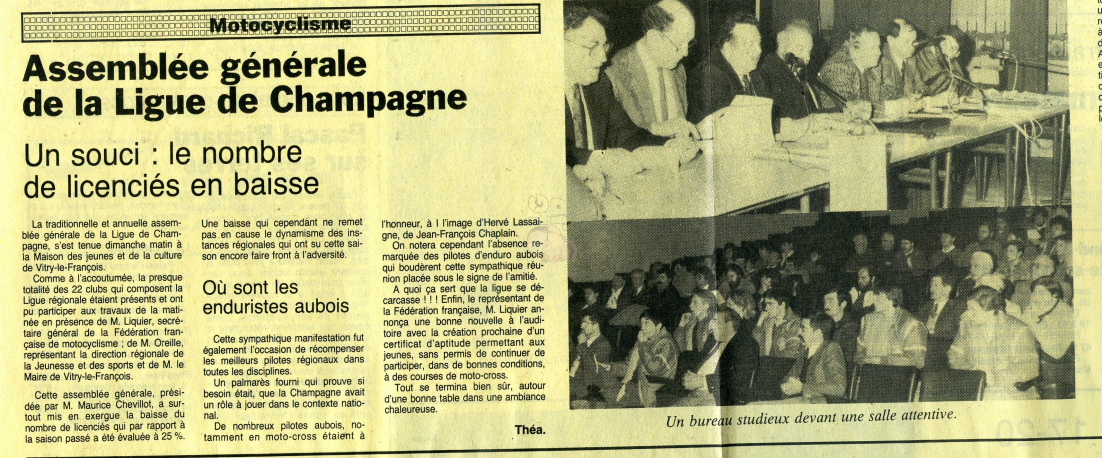 Motocyclisme
Assemblée générale
de la Ligue de Champagne
Un souci : le nombre
de licenciés en baisse
La traditionnelle et annuelle assem-
blée générale de la Ligue de Cham-
pagne, s'est tenue dimanche matin à
la Maison des jeunes et de la culture
de Vitry-le-François.
Comme à l'accoutumée, la presque
totalité des 22 clubs qui composent la
Ligue régionale étaient présents et ont
pu participer aux travaux de la mati-
née en présence de M. Liquier, secré-
taire général de la Fédération fran-
çaise de motocyclisme ; de M. Oreille,
représentant la direction régionale de
la Jeunesse et des sports et de M. le
Maire de Vitry-le-François.
Cette assemblée générale, prési-
dée par M. Maurice Chevillot, a sur-
tout mis en exergue la baisse du
nombre de licenciés qui par rapport à
la saison passé a été évaluée à 25 %.
Une baisse qui cependant ne remet
pas en cause le dynamisme des ins-
tances régionales qui ont su cette sai-
son encore faire front à l'adversité.
Où sont les
enduristes aubois
Cette sympathique manifestation fut
également l'occasion de récompenser
les meilleurs pilotes régionaux dans
toutes les disciplines.
Un palmarès fourni qui prouve si
besoin était, que la Champagne avait
un rôle à jouer dans le contexte natio-
nal.
De nombreux pilotes aubois, no-
tamment en moto-cross étaient à
l'honneur, à l l'image d'Hervé Lassai-
gne, de Jean-François Chaplain.
On notera cependant l'absence re-
marquée des pilotes d'enduro aubois
qui boudèrent cette sympathique réu-
nion placée sous le signe de l'amitié.
A quoi ça sert que la ligue se dé-
carcasse ! ! ! Enfin, le représentant de
la Fédération française, M. Liquier an-
nonça une bonne nouvelle à l'audi-
toire avec la création prochaine d'un
certificat d'aptitude permettant aux
jeunes, sans permis de continuer de
participer, dans de bonnes conditions,
à des courses de moto-cross.
Tout se termina bien sûr, autour
d'une bonne table dans une ambiance
chaleureuse.
Théa.
Un bureau studieux devant une salle attentive.